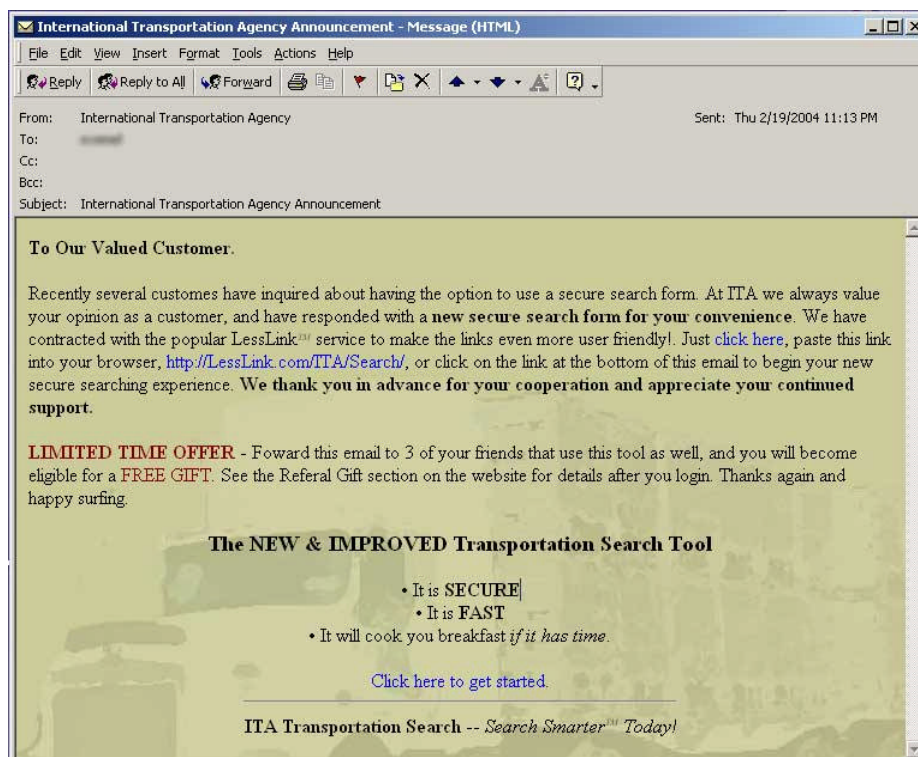 International Transportation Agency Announcement - Message (HTML)
File Edit View Insert Format Tools Actions Help
Reply Reply to All Forward
From: International Transportation Agency Sent: Thu 2/19/2004 11:13 PM
To:
Cc:
Bcc:
Subject: International Transportation Agency Announcement
To Our Valued Customer.
Recently several customes have inquired about having the option to use a secure search form. At ITA we always value
your opinion as a customer, and have responded with a new secure search form for your convenience. We have
contracted with the popular LessLink™ service to make the links even more user friendly!. Just click here, paste this link
into your browser, http://LessLink.com/ITA/Search/, or click on the link at the bottom of this email to begin your new
secure searching experience. We thank you in advance for your cooperation and appreciate your continued
support.
LIMITED TIME OFFER - Foward this email to 3 of your friends that use this tool as well, and you will become
eligible for a FREE GIFT. See the Referal Gift section on the website for details after you login. Thanks again and
happy surfing.
The NEW & IMPROVED Transportation Search Tool
• It is SECURE
• It is FAST
• It will cook you breakfast if it has time.
Click here to get started.
ITA Transportation Search -- Search Smarter™ Today!